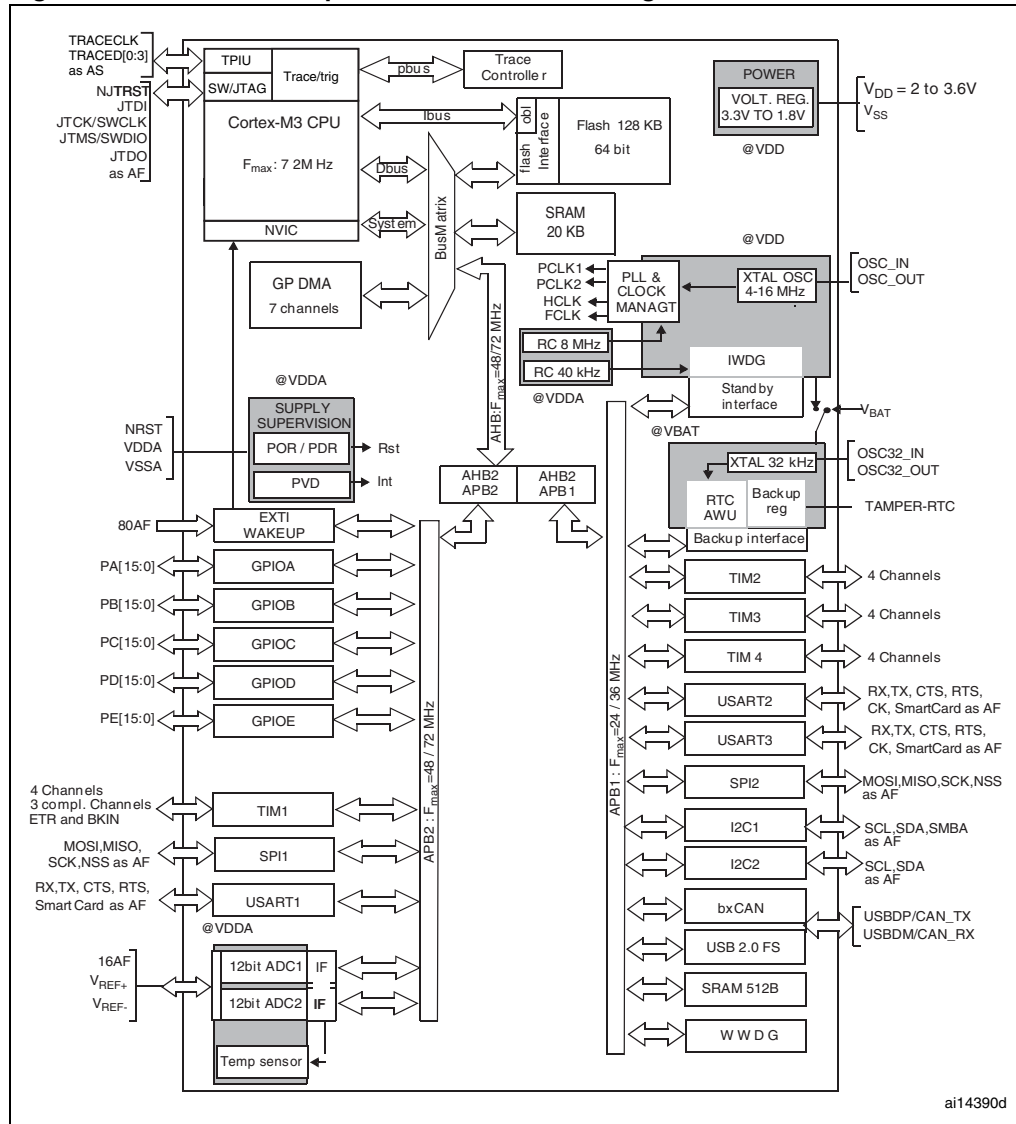 TRACECLK
TRACED[0:3]
as AS
NJTRST
JTDI
JTCK/SWCLK
JTMS/SWDIO
JTDO
as AF
TPIU
SW/JTAG
Trace/trig
Cortex-M3 CPU
Fmax: 7 2M Hz
NVIC
pbus
Trace
Controller
Ibus
Dbus
System
BusMatrix
flash obl
Interface
Flash 128 KB
64 bit
SRAM
20 KB
POWER
VOLT. REG.
3.3V TO 1.8V
@VDD
VDD = 2 to 3.6V
VSS
GP DMA
7 channels
AHB:Fmax=48/72 MHz
PCLK1
PCLK2
HCLK
FCLK
PLL &
CLOCK
MANAGT
@VDD
XTAL OSC
4-16 MHz
OSC_IN
OSC_OUT
RC 8 MHz
RC 40 kHz
@VDDA
IWDG
Standby
interface
VBAT
@VBAT
@VDDA
SUPPLY
SUPERVISION
POR / PDR
PVD
Rst
Int
NRST
VDDA
VSSA
AHB2
APB2
AHB2
APB1
XTAL 32 kHz
OSC32_IN
OSC32_OUT
RTC
AWU
Backup
reg
TAMPER-RTC
Backup interface
80AF
EXTI
WAKEUP
PA[15:0]
GPIOA
PB[15:0]
GPIOB
PC[15:0]
GPIOC
PD[15:0]
GPIOD
PE[15:0]
GPIOE
4 Channels
3 compl. Channels
ETR and BKIN
TIM1
MOSI,MISO,
SCK,NSS as AF
SPI1
RX,TX, CTS, RTS,
SmartCard as AF
USART1
@VDDA
16AF
VREF+
VREF-
12bit ADC1
IF
12bit ADC2
IF
Temp sensor
APB2 : Fmax=48 / 72 MHz
APB1 : Fmax=24 / 36 MHz
TIM2
4 Channels
TIM3
4 Channels
TIM 4
4 Channels
USART2
RX,TX, CTS, RTS,
CK, SmartCard as AF
USART3
RX,TX, CTS, RTS,
CK, SmartCard as AF
SPI2
MOSI,MISO,SCK,NSS
as AF
I2C1
SCL,SDA,SMBA
as AF
I2C2
SCL,SDA
as AF
bxCAN
USB 2.0 FS
USBDP/CAN_TX
USBDM/CAN_RX
SRAM 512B
W W D G
ai14390d